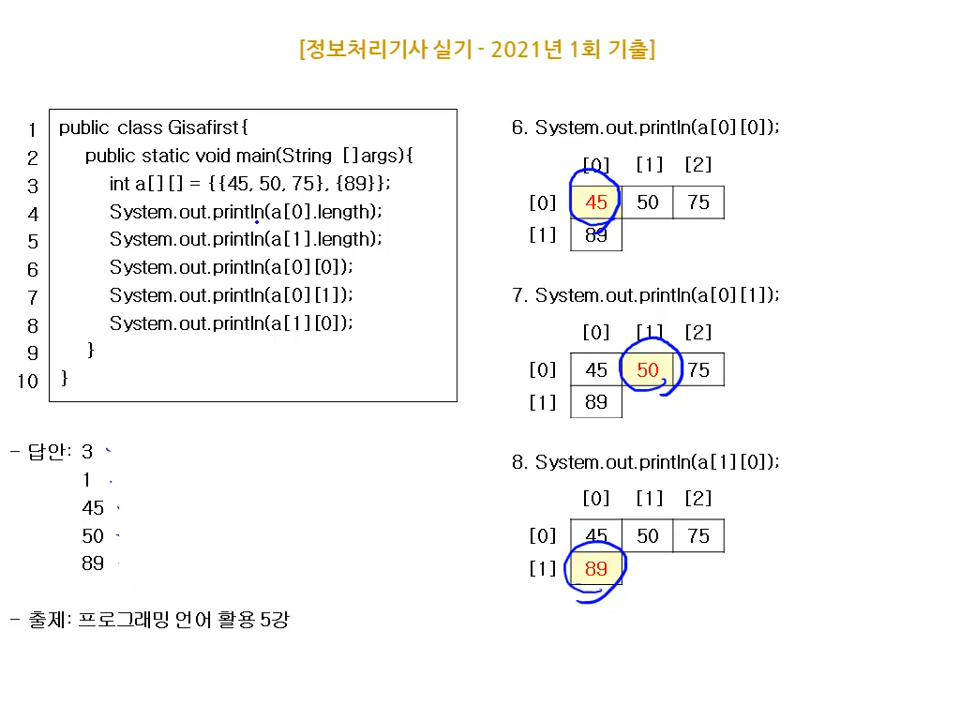 [정보처리기사 실기 - 2021년 1회 기출]
1 public class Gisafirst{
2 public static void main(String []args){
3 int a[][] = {{45, 50, 75}, {89}};
4 System.out.println(a[0].length);
5 System.out.println(a[1].length);
6 System.out.println(a[0][0]);
7 System.out.println(a[0][1]);
8 System.out.println(a[1][0]);
9 }
10 }
- 답안: 3
1
45
50
89
- 출제: 프로그래밍 언어 활용 5강
6. System.out.println(a[0][0]);
[0] [1] [2]
[0] 45 50 75
[1] 89
7. System.out.println(a[0][1]);
[0] [1] [2]
[0] 45 50 75
[1] 89
8. System.out.println(a[1][0]);
[0] [1] [2]
[0] 45 50 75
[1] 89